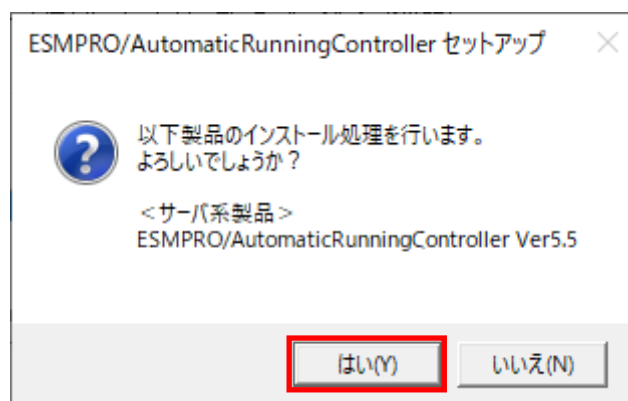 ESMPRO/AutomaticRunningController セットアップ
以下製品のインストール処理を行います。
よろしいでしょうか？
＜サーバ系製品＞
ESMPRO/AutomaticRunningController Ver5.5
はい(Y)
いいえ(N)